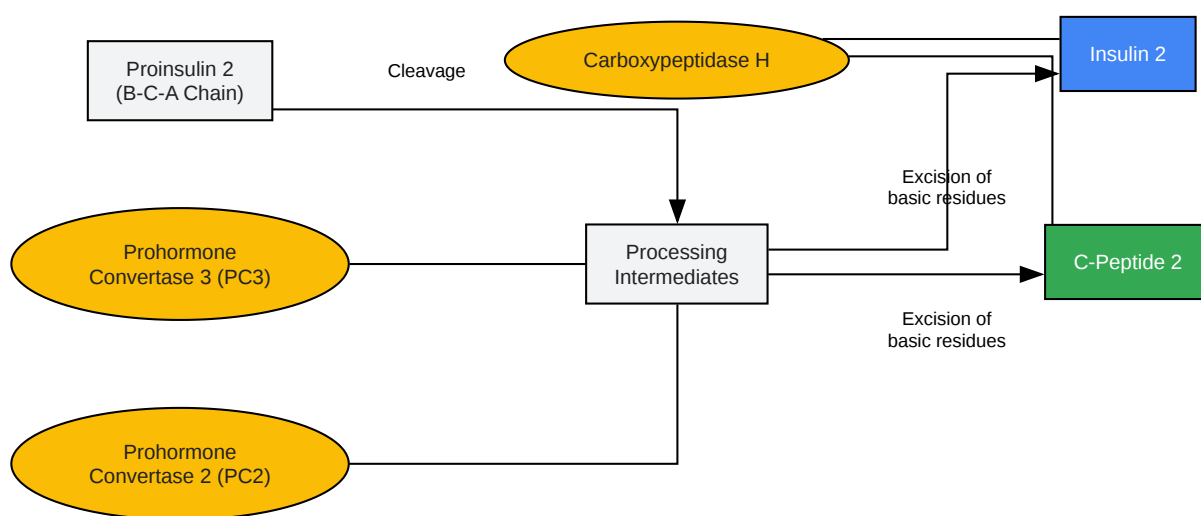 Proinsulin 2
(B-C-A Chain)
Cleavage
Carboxypeptidase H
Insulin 2
Excision of
basic residues
Prohormone
Convertase 3 (PC3)
Processing
Intermediates
C-Peptide 2
Excision of
basic residues
Prohormone
Convertase 2 (PC2)